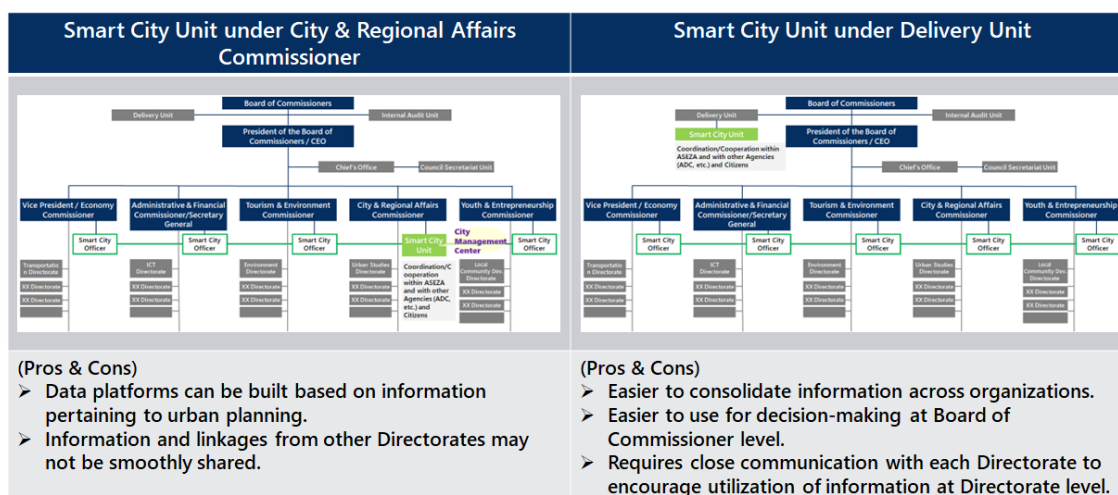 Smart City Unit under City & Regional Affairs
Commissioner
Smart City Unit under Delivery Unit
Board of Commissioners
Delivery Unit
Internal Audit Unit
President of the Board of
Commissioners / CEO
Chief's Office
Council Secretariat Unit
Vice President / Economy
Commissioner
Administrative & Financial
Commissioner/Secretary
General
Tourism & Environment
Commissioner
City & Regional Affairs
Commissioner
Youth & Entrepreneurship
Commissioner
Smart City
Officer
Smart City
Officer
Smart City
Officer
Smart City
Unit
City
Management
Center
Smart City
Officer
Transportatio
n Directorate
XX Directorate
XX Directorate
ICT
Directorate
XX Directorate
XX Directorate
Environment
Directorate
XX Directorate
XX Directorate
Urban Studies
Directorate
XX Directorate
XX Directorate
Coordination/C
ooperation
within ASEZA
and with other
Agencies (ADC,
etc.) and
Citizens
Local
Community Dev.
Directorate
XX Directorate
XX Directorate
Board of Commissioners
Delivery Unit
Internal Audit Unit
Smart City Unit
Coordination/Cooperation within
ASEZA and with other Agencies
(ADC, etc.) and Citizens
President of the Board of
Commissioners / CEO
Chief's Office
Council Secretariat Unit
Vice President / Economy
Commissioner
Administrative & Financial
Commissioner/Secretary
General
Tourism & Environment
Commissioner
City & Regional Affairs
Commissioner
Youth & Entrepreneurship
Commissioner
Smart City
Officer
Smart City
Officer
Smart City
Officer
Smart City
Officer
Smart City
Officer
Transportatio
n Directorate
XX Directorate
XX Directorate
ICT
Directorate
XX Directorate
XX Directorate
Environment
Directorate
XX Directorate
XX Directorate
Urban Studies
Directorate
XX Directorate
XX Directorate
Local
Community Dev.
Directorate
XX Directorate
XX Directorate
(Pros & Cons)
➢ Data platforms can be built based on information
pertaining to urban planning.
➢ Information and linkages from other Directorates may
not be smoothly shared.
(Pros & Cons)
➢ Easier to consolidate information across organizations.
➢ Easier to use for decision-making at Board of
Commissioner level.
➢ Requires close communication with each Directorate to
encourage utilization of information at Directorate level.